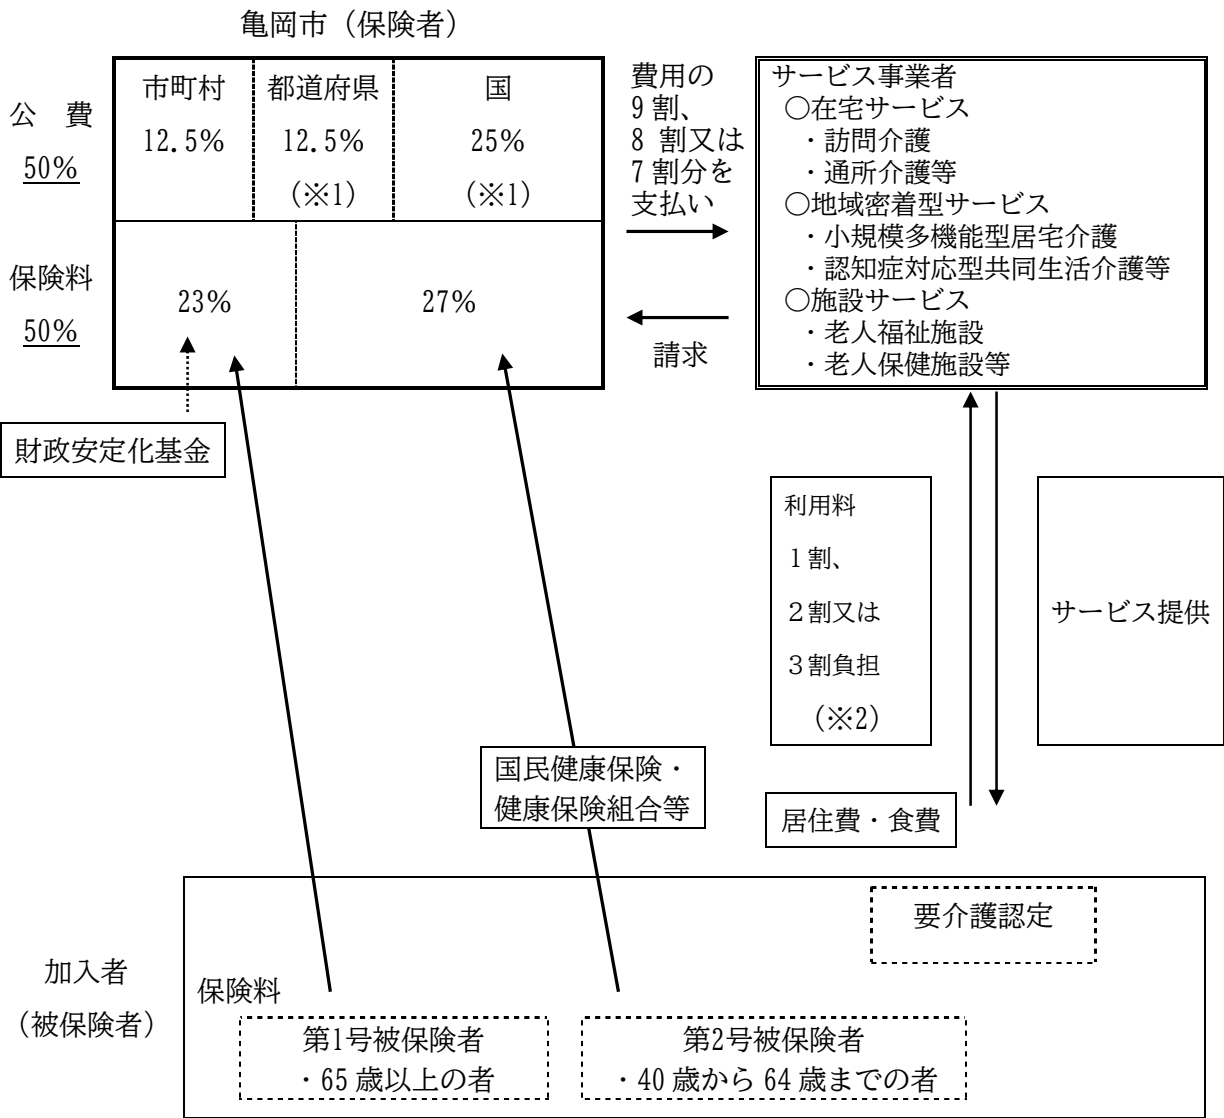 亀岡市（保険者）
公　費
50%
市町村
12.5%
都道府県
12.5%
(※1)
国
25%
(※1)
保険料
50%
23%
27%
財政安定化基金
費用の
9割、
8 割又は
7割分を
支払い
請求
サービス事業者
○在宅サービス
・訪問介護
・通所介護等
○地域密着型サービス
・小規模多機能型居宅介護
・認知症対応型共同生活介護等
○施設サービス
・老人福祉施設
・老人保健施設等
利用料
１割、
２割又は
３割負担
(※2)
サービス提供
国民健康保険・
健康保険組合等
居住費・食費
加入者
（被保険者）
要介護認定
保険料
第1号被保険者
・65 歳以上の者
第2号被保険者
・40 歳から 64 歳までの者